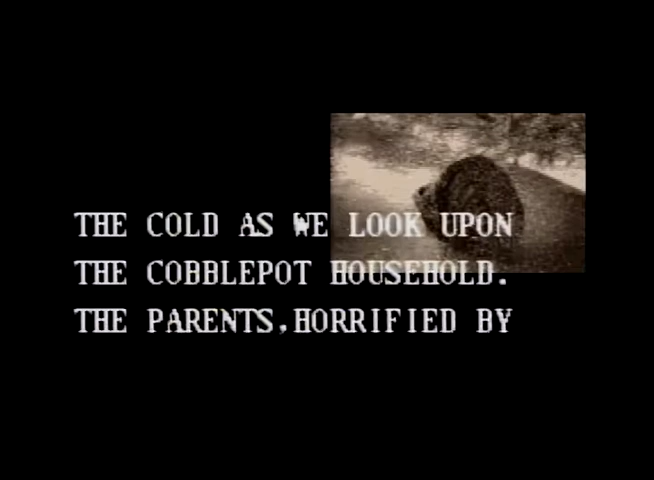 THE COLD AS WE LOOK UPON
THE COBBLEPOT HOUSEHOLD.
THE PARENTS,HORRIFIED BY